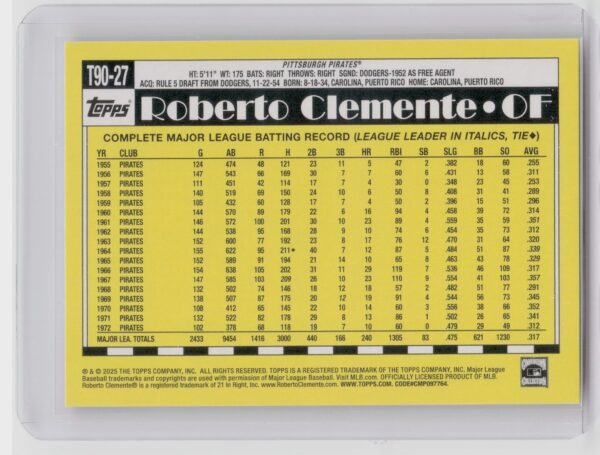 T90-27
PITTSBURGH PIRATES®
HT: 5'11" WT: 175 BATS: RIGHT THROWS: RIGHT SGND: DODGERS-1952 AS FREE AGENT
ACQ: RULE 5 DRAFT FROM DODGERS, 11-22-54 BORN: 8-18-34, CAROLINA, PUERTO RICO HOME: CAROLINA, PUERTO RICO
Topps Roberto Clemente • OF
COMPLETE MAJOR LEAGUE BATTING RECORD (LEAGUE LEADER IN ITALICS, TIE♦)
YR CLUB G AB R H 2B 3B HR RBI SB SLG BB SO AVG
1955 PIRATES 124 474 48 121 23 11 5 47 2 .382 18 60 .255
1956 PIRATES 147 543 66 169 30 7 7 60 6 .431 13 58 .311
1957 PIRATES 111 451 42 114 17 7 4 30 0 .348 23 45 .253
1958 PIRATES 140 519 69 150 24 10 6 50 8 .408 31 41 .289
1959 PIRATES 105 432 60 128 17 7 4 50 2 .396 15 51 .296
1960 PIRATES 144 570 89 179 22 6 16 94 4 .458 39 72 .314
1961 PIRATES 146 572 100 201 30 10 23 89 4 .559 35 59 .351
1962 PIRATES 144 538 95 168 28 9 10 74 6 .454 35 73 .312
1963 PIRATES 152 600 77 192 23 8 17 76 12 .470 31 64 .320
1964 PIRATES 155 622 95 211♦ 40 7 12 87 5 .484 51 87 .339
1965 PIRATES 152 589 91 194 21 14 10 65 8 .463 43 78 .329
1966 PIRATES 154 638 105 202 31 11 29 119 7 .536 46 109 .317
1967 PIRATES 147 585 103 209 26 10 23 110 9 .554 41 103 .357
1968 PIRATES 132 502 74 146 18 12 18 57 2 .482 51 77 .291
1969 PIRATES 138 507 87 175 20 12 19 91 4 .544 56 73 .345
1970 PIRATES 108 412 65 145 22 10 14 60 3 .556 38 66 .352
1971 PIRATES 132 522 82 178 29 8 13 86 1 .502 26 65 .341
1972 PIRATES 102 378 68 118 19 7 10 60 0 .479 29 49 .312
MAJOR LEA. TOTALS 2433 9454 1416 3000 440 166 240 1305 83 .475 621 1230 .317
® & © 2025 THE TOPPS COMPANY, INC. ALL RIGHTS RESERVED. TOPPS IS A REGISTERED TRADEMARK OF THE TOPPS COMPANY, INC. Major League
Baseball trademarks and copyrights are used with permission of Major League Baseball. Visit MLB.com. OFFICIALLY LICENSED PRODUCT OF MLB.
Roberto Clemente® is a registered trademark of 21 In Right, Inc. www.RobertoClemente.com. WWW.TOPPS.COM. CODE#CMP097764.
COOPERSTOWN
COLLECTION